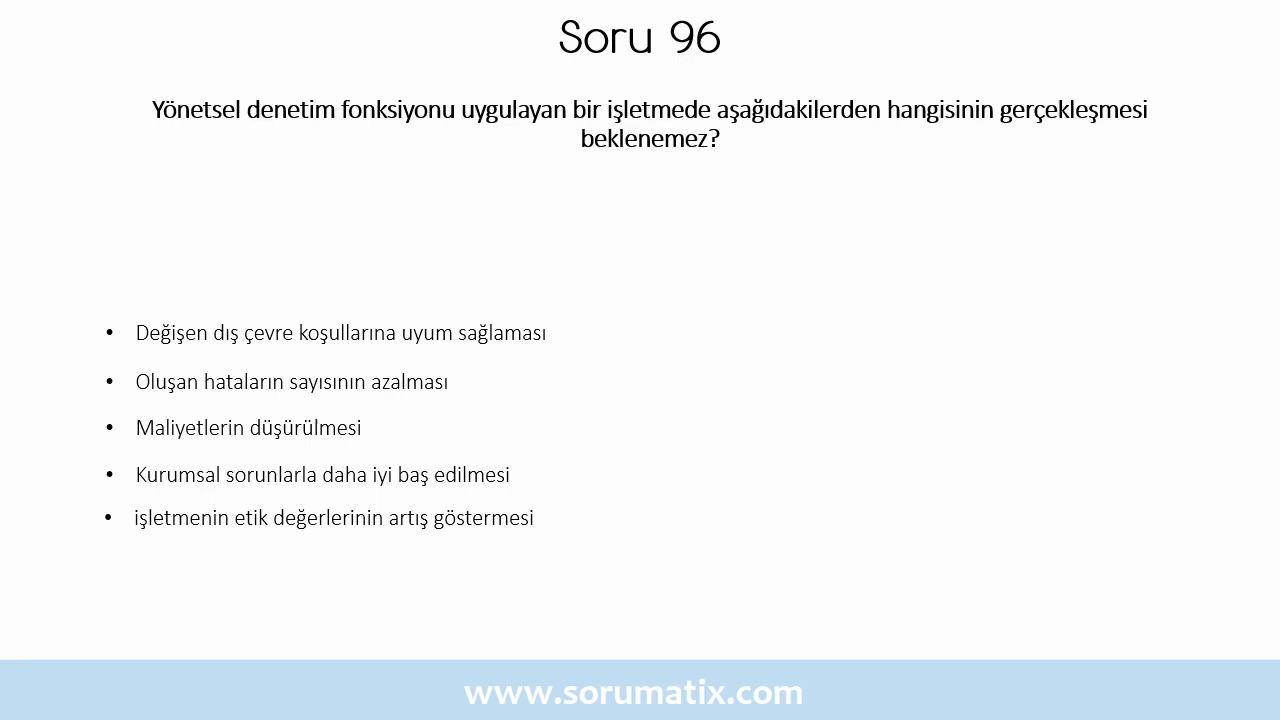 Soru 96
Yönetsel denetim fonksiyonu uygulayan bir işletmede aşağıdakilerden hangisinin gerçekleşmesi
beklenemez?
• Değişen dış çevre koşullarına uyum sağlaması
• Oluşan hataların sayısının azalması
• Maliyetlerin düşürülmesi
• Kurumsal sorunlarla daha iyi baş edilmesi
• işletmenin etik değerlerinin artış göstermesi
www.sorumatix.com